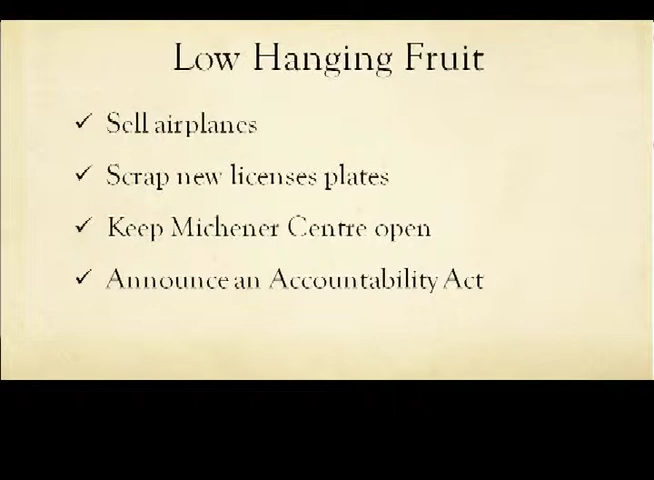 Low Hanging Fruit
✓ Sell airplanes
✓ Scrap new licenses plates
✓ Keep Michener Centre open
✓ Announce an Accountability Act